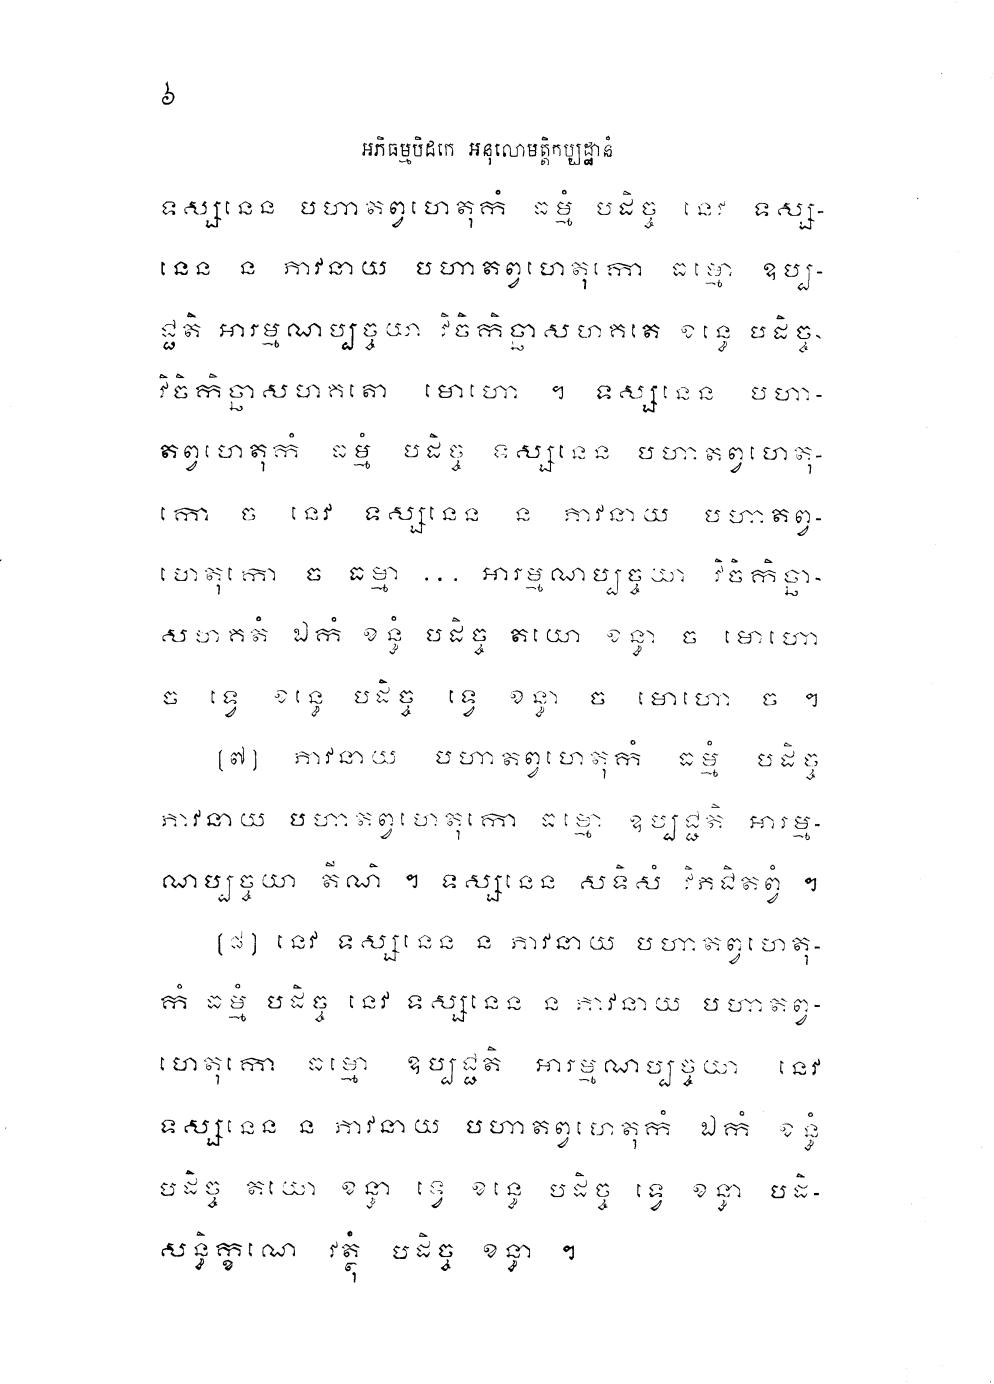 ៦
អភិធម្មបិដកេ អនុលោមត្តិកប្បដ្ឋានំ
ទស្សនេន បហាតព្វហេតុកំ ធម្មំ បដិច្ច នេវ ទស្ស-
នេន ន ភាវនាយ បហាតព្វហេតុកោ ធម្មោ ឧប្ប-
ជ្ជតិ អារម្មណប្បច្ចយា វិចិកិច្ឆាសហគតេ ខន្ធេ បដិច្ច
វិចិកិច្ឆាសហគតោ មោហោ ។ ទស្សនេន បហា-
តព្វហេតុកំ ធម្មំ បដិច្ច ទស្សនេន បហាតព្វហេតុ-
កោ ច នេវ ទស្សនេន ន ភាវនាយ បហាតព្វ-
ហេតុកោ ច ធម្មា ... អារម្មណប្បច្ចយា វិចិកិច្ឆា-
សហគតំ ឯកំ ខន្ធំ បដិច្ច តយោ ខន្ធា ច មោហោ
ច ទ្វេ ខន្ធេ បដិច្ច ទ្វេ ខន្ធា ច មោហោ ច ។
[៧] ភាវនាយ បហាតព្វហេតុកំ ធម្មំ បដិច្ច
ភាវនាយ បហាតព្វហេតុកោ ធម្មោ ឧប្បជ្ជតិ អារម្ម-
ណប្បច្ចយា តីណិ ។ ទស្សនេន សទិសំ វិភជិតព្វំ ។
[៨] នេវ ទស្សនេន ន ភាវនាយ បហាតព្វហេតុ-
កំ ធម្មំ បដិច្ច នេវ ទស្សនេន ន ភាវនាយ បហាតព្វ-
ហេតុកោ ធម្មោ ឧប្បជ្ជតិ អារម្មណប្បច្ចយា នេវ
ទស្សនេន ន ភាវនាយ បហាតព្វហេតុកំ ឯកំ ខន្ធំ
បដិច្ច តយោ ខន្ធា ទ្វេ ខន្ធេ បដិច្ច ទ្វេ ខន្ធា បដិ-
សន្ធិក្ខណេ វត្ថុំ បដិច្ច ខន្ធា ។